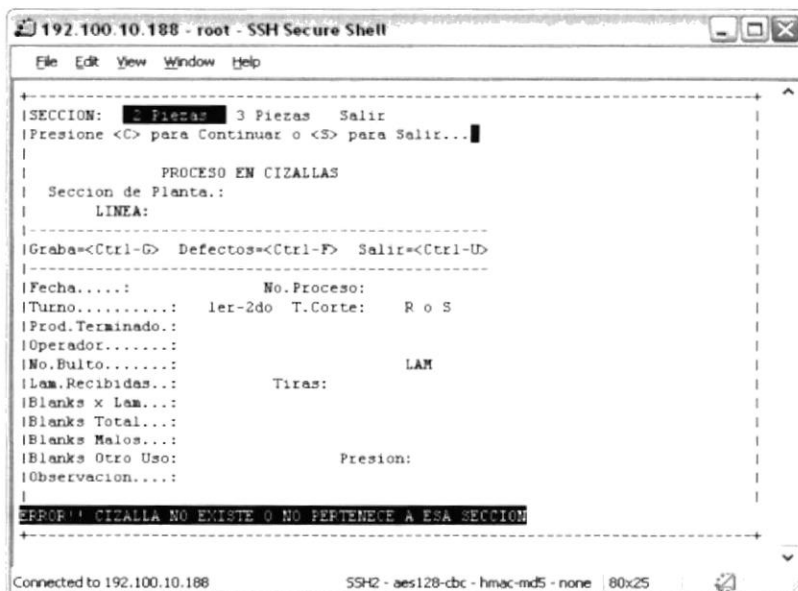 192.100.10.188 - root - SSH Secure Shell
File Edit View Window Help
SECCION: 2 Piezas 3 Piezas Salir
Presione <C> para Continuar o <S> para Salir...
PROCESO EN CIZALLAS
Seccion de Planta.:
LINEA:
Graba=<Ctrl-G> Defectos=<Ctrl-F> Salir=<Ctrl-U>
Fecha.....: No.Proceso:
Turno..........: 1er-2do T.Corte: R o S
Prod.Terminado.:
Operador.......:
No.Bulto.......: LAM
Lam.Recibidas..: Tiras:
Blanks x Lam...:
Blanks Total...:
Blanks Malos...:
Blanks Otro Uso: Presion:
Observacion....:
ERROR!! CIZALLA NO EXISTE O NO PERTENECE A ESA SECCION
Connected to 192.100.10.188 SSH2 - aes128-cbc - hmac-md5 - none 80x25